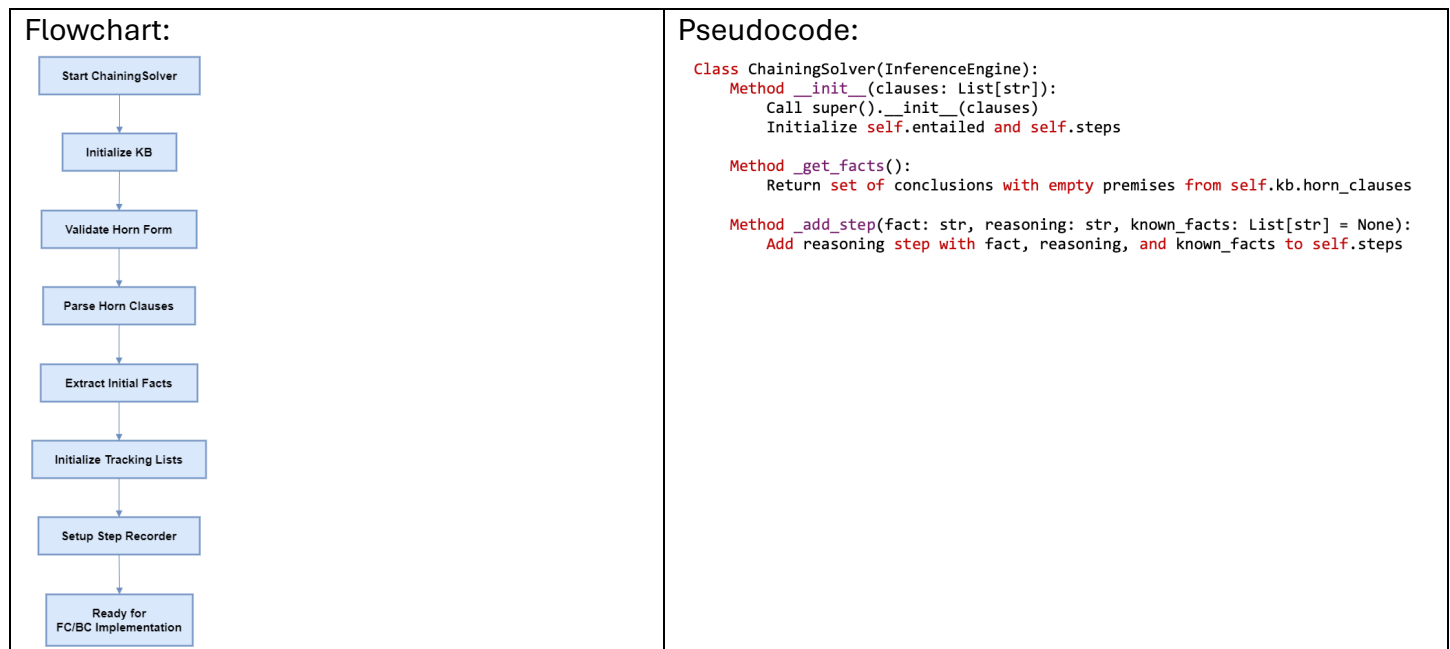 Flowchart:
Start ChainingSolver
Initialize KB
Validate Horn Form
Parse Horn Clauses
Extract Initial Facts
Initialize Tracking Lists
Setup Step Recorder
Ready for
FC/BC Implementation
Pseudocode:
Class ChainingSolver(InferenceEngine):
    Method __init__(clauses: List[str]):
        Call super().__init__(clauses)
        Initialize self.entailed and self.steps
    Method _get_facts():
        Return set of conclusions with empty premises from self.kb.horn_clauses
    Method _add_step(fact: str, reasoning: str, known_facts: List[str] = None):
        Add reasoning step with fact, reasoning, and known_facts to self.steps